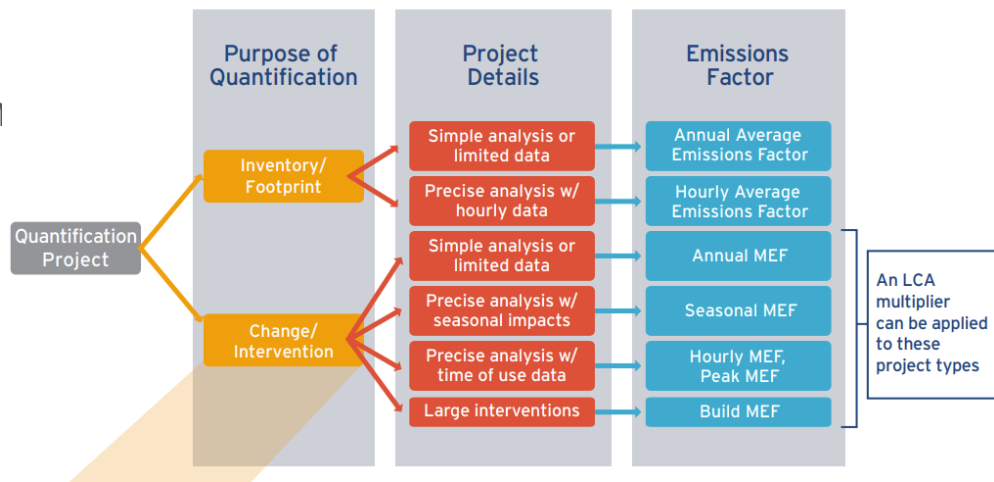 Purpose of
Quantification
Project
Details
Emissions
Factor
Quantification
Project
Inventory/
Footprint
Change/
Intervention
Simple analysis or
limited data
Precise analysis w/
hourly data
Simple analysis or
limited data
Precise analysis w/
seasonal impacts
Precise analysis w/
time of use data
Large interventions
Annual Average
Emissions Factor
Hourly Average
Emissions Factor
Annual MEF
Seasonal MEF
Hourly MEF,
Peak MEF
Build MEF
An LCA
multiplier
can be applied
to these
project types